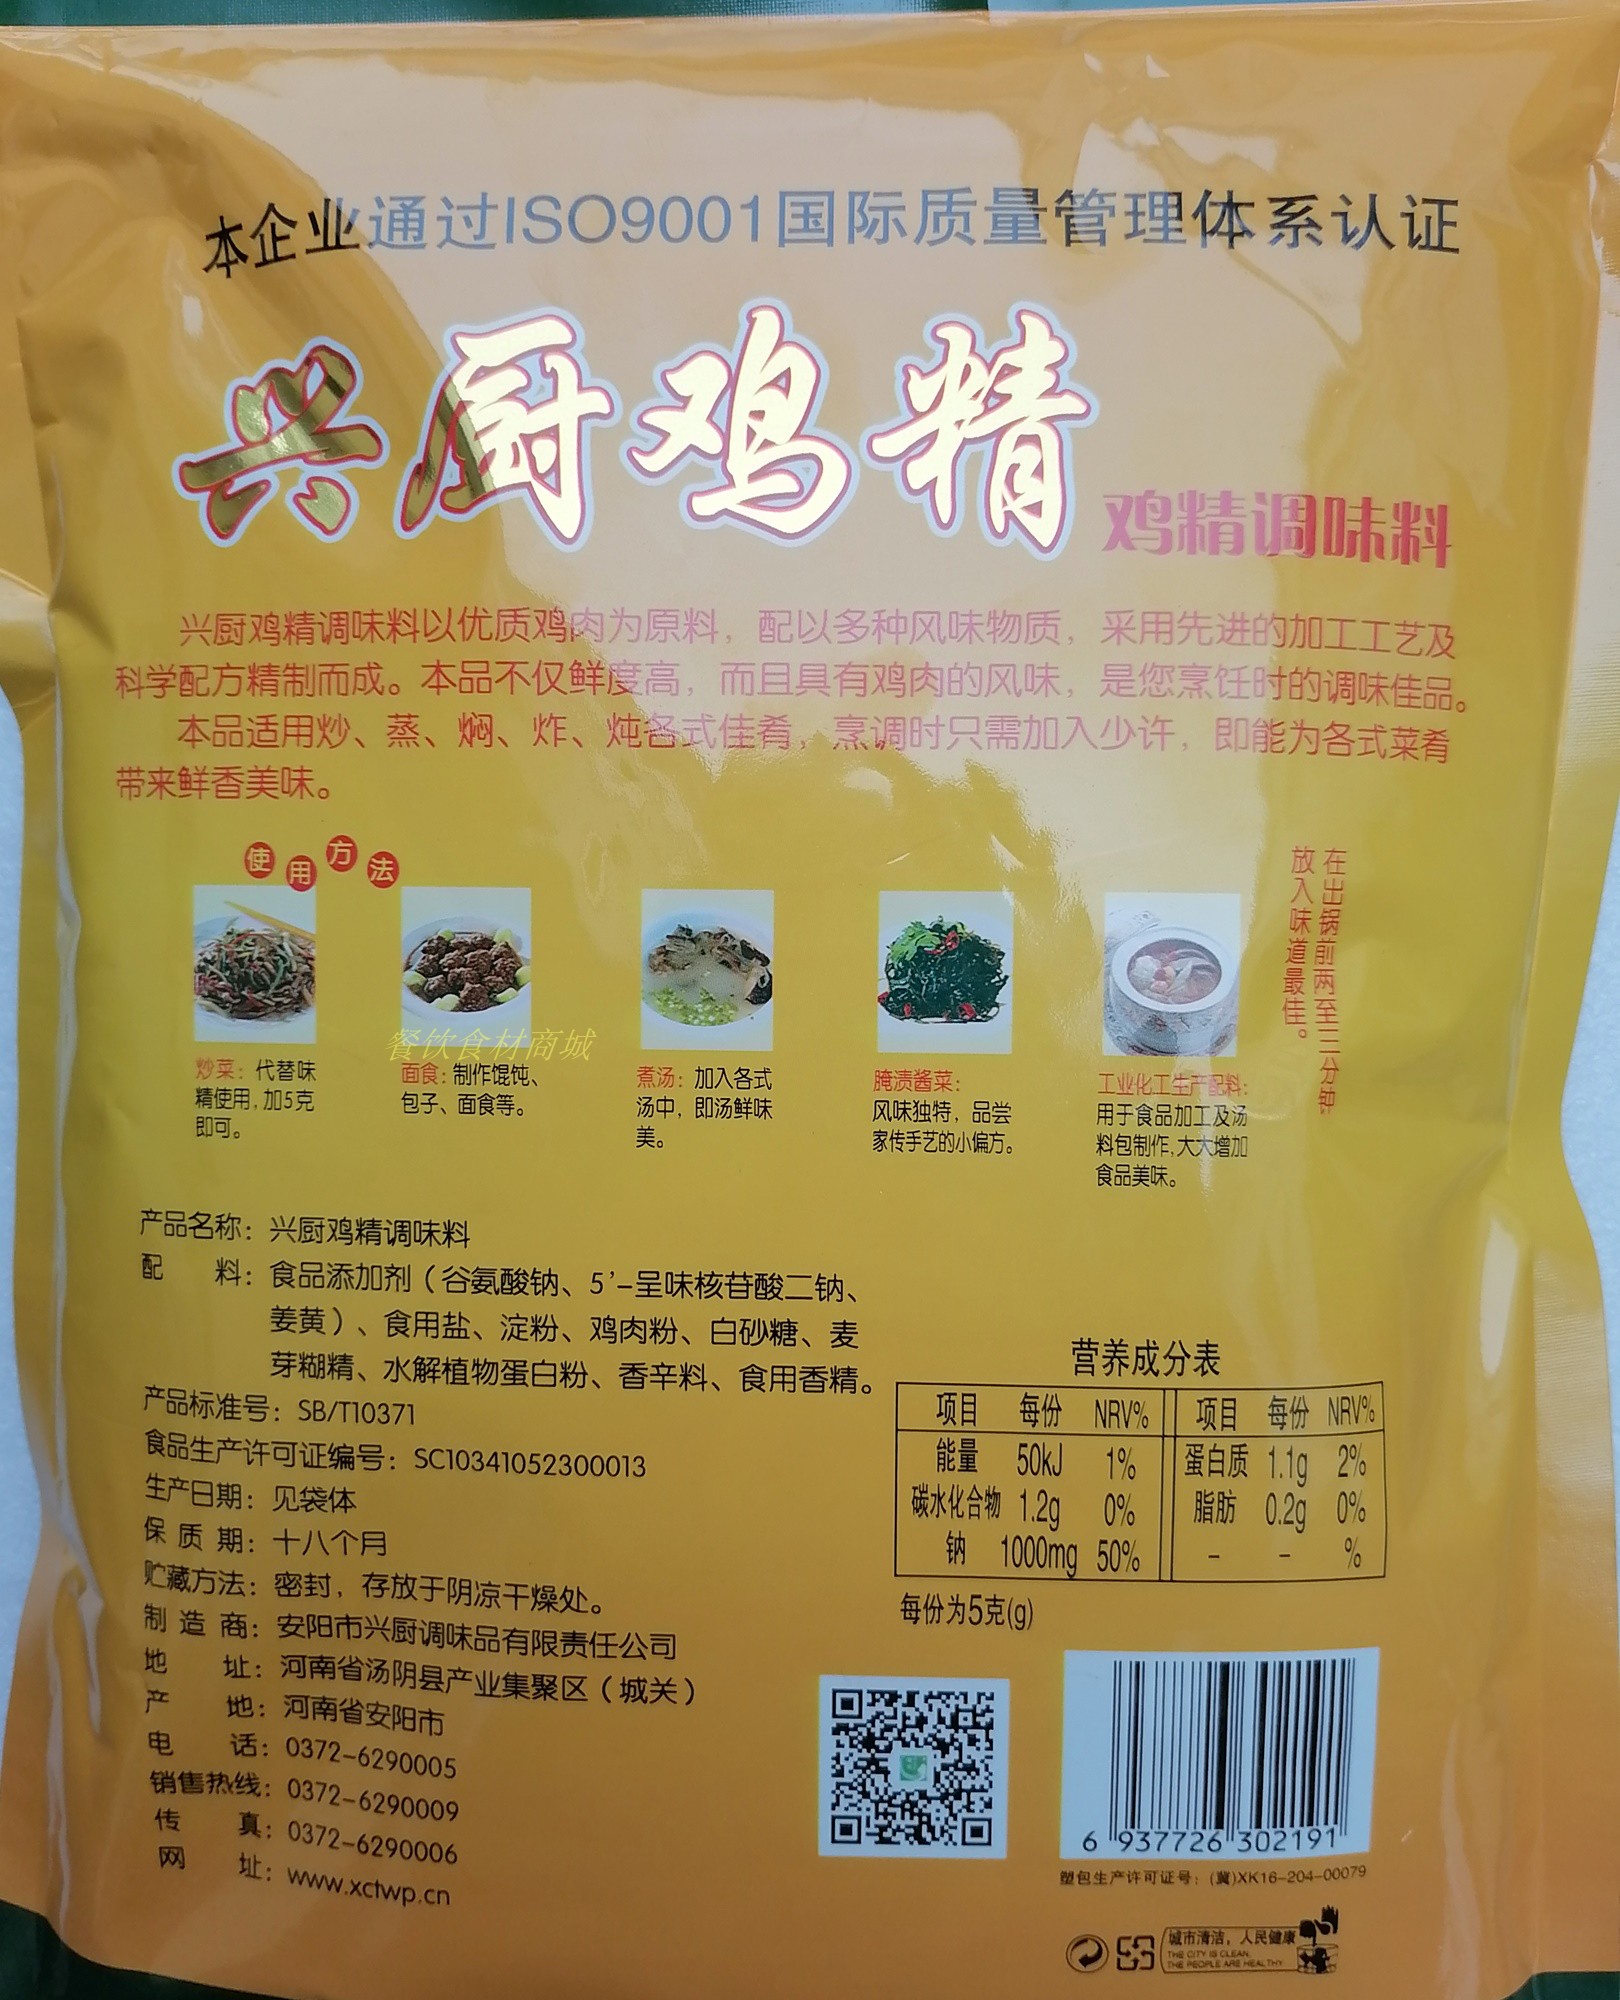 本企业通过ISO9001国际质量管理体系认证
兴厨鸡精
鸡精调味料
兴厨鸡精调味料以优质鸡肉为原料，配以多种风味物质，采用先进的加工工艺及
科学配方精制而成。本品不仅鲜度高，而且具有鸡肉的风味，是您烹饪时的调味佳品。
本品适用炒、蒸、焖、炸、炖各式佳肴，烹调时只需加入少许，即能为各式菜肴
带来鲜香美味。
使用方法
在出锅前两至三分钟
放入味道最佳。
餐饮食材商城
炒菜：代替味
精使用,加5克
即可。
面食：制作馄饨、
包子、面食等。
煮汤：加入各式
汤中，即汤鲜味
美。
腌渍酱菜：
风味独特，品尝
家传手艺的小偏方。
工业化工生产配料：
用于食品加工及汤
料包制作,大大增加
食品美味。
产品名称：兴厨鸡精调味料
配料：食品添加剂（谷氨酸钠、5'-呈味核苷酸二钠、
姜黄）、食用盐、淀粉、鸡肉粉、白砂糖、麦
芽糊精、水解植物蛋白粉、香辛料、食用香精。
产品标准号：SB/T10371
食品生产许可证编号：SC10341052300013
生产日期：见袋体
保质期：十八个月
贮藏方法：密封，存放于阴凉干燥处。
制造商：安阳市兴厨调味品有限责任公司
地址：河南省汤阴县产业集聚区（城关）
产地：河南省安阳市
电话：0372-6290005
销售热线：0372-6290009
传真：0372-6290006
网址：www.xctwp.cn
营养成分表
项目 每份 NRV% 项目 每份 NRV%
能量 50kJ 1% 蛋白质 1.1g 2%
碳水化合物 1.2g 0% 脂肪 0.2g 0%
钠 1000mg 50% - - %
每份为5克(g)
6 937726 302191
塑包生产许可证号：(冀)XK16-204-00079
城市清洁，人民健康
THE CITY IS CLEAN,
THE PEOPLE ARE HEALTHY